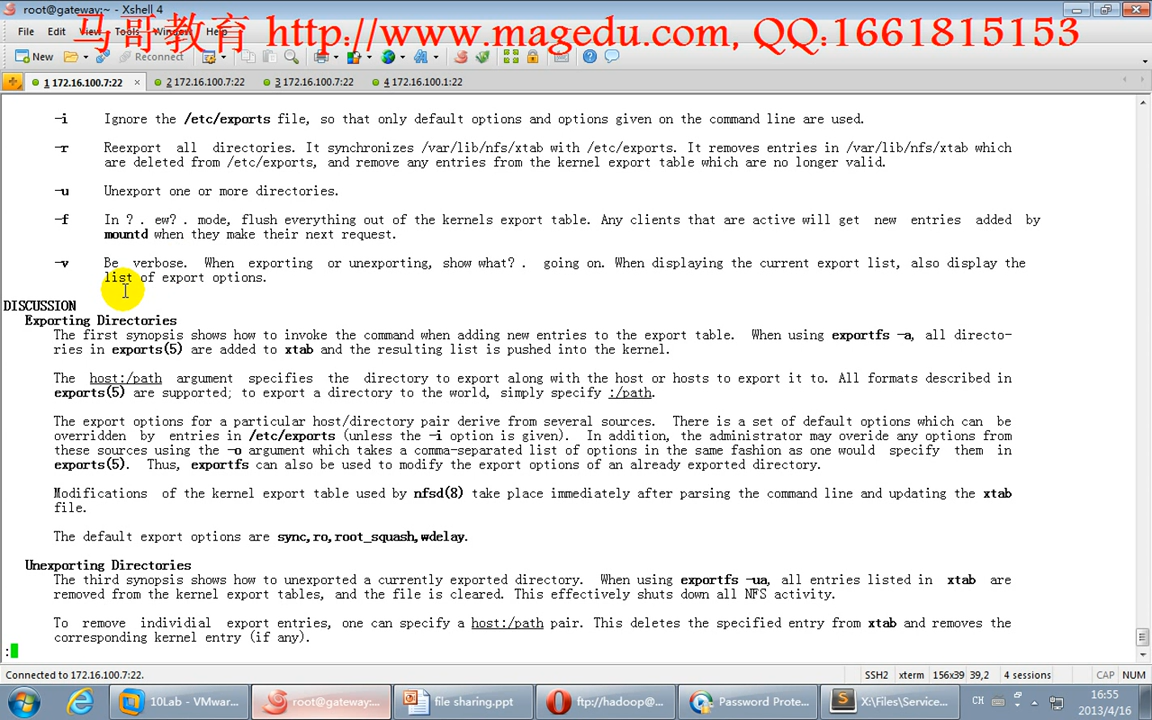 root@gateway:~ - Xshell 4
马哥教育 http://www.magedu.com, QQ:1661815153
File Edit View Tools Window Help
New Reconnect
1 172.16.100.7:22 2 172.16.100.7:22 3 172.16.100.7:22 4 172.16.100.1:22
-i Ignore the /etc/exports file, so that only default options and options given on the command line are used.
-r Reexport all directories. It synchronizes /var/lib/nfs/xtab with /etc/exports. It removes entries in /var/lib/nfs/xtab which
are deleted from /etc/exports, and remove any entries from the kernel export table which are no longer valid.
-u Unexport one or more directories.
-f In ? . ew? . mode, flush everything out of the kernels export table. Any clients that are active will get new entries added by
mountd when they make their next request.
-v Be verbose. When exporting or unexporting, show what? . going on. When displaying the current export list, also display the
list of export options.
DISCUSSION
Exporting Directories
The first synopsis shows how to invoke the command when adding new entries to the export table. When using exportfs -a, all directo-
ries in exports(5) are added to xtab and the resulting list is pushed into the kernel.
The host:/path argument specifies the directory to export along with the host or hosts to export it to. All formats described in
exports(5) are supported; to export a directory to the world, simply specify :/path.
The export options for a particular host/directory pair derive from several sources. There is a set of default options which can be
overridden by entries in /etc/exports (unless the -i option is given). In addition, the administrator may overide any options from
these sources using the -o argument which takes a comma-separated list of options in the same fashion as one would specify them in
exports(5). Thus, exportfs can also be used to modify the export options of an already exported directory.
Modifications of the kernel export table used by nfsd(8) take place immediately after parsing the command line and updating the xtab
file.
The default export options are sync,ro,root_squash,wdelay.
Unexporting Directories
The third synopsis shows how to unexported a currently exported directory. When using exportfs -ua, all entries listed in xtab are
removed from the kernel export tables, and the file is cleared. This effectively shuts down all NFS activity.
To remove individial export entries, one can specify a host:/path pair. This deletes the specified entry from xtab and removes the
corresponding kernel entry (if any).
:
Connected to 172.16.100.7:22. SSH2 xterm 156x39 39,2 4 sessions CAP NUM
10Lab - VMwar... root@gateway:... file sharing.ppt ftp://hadoop@... Password Prote... X:\Files\Service... CH 16:55
2013/4/16